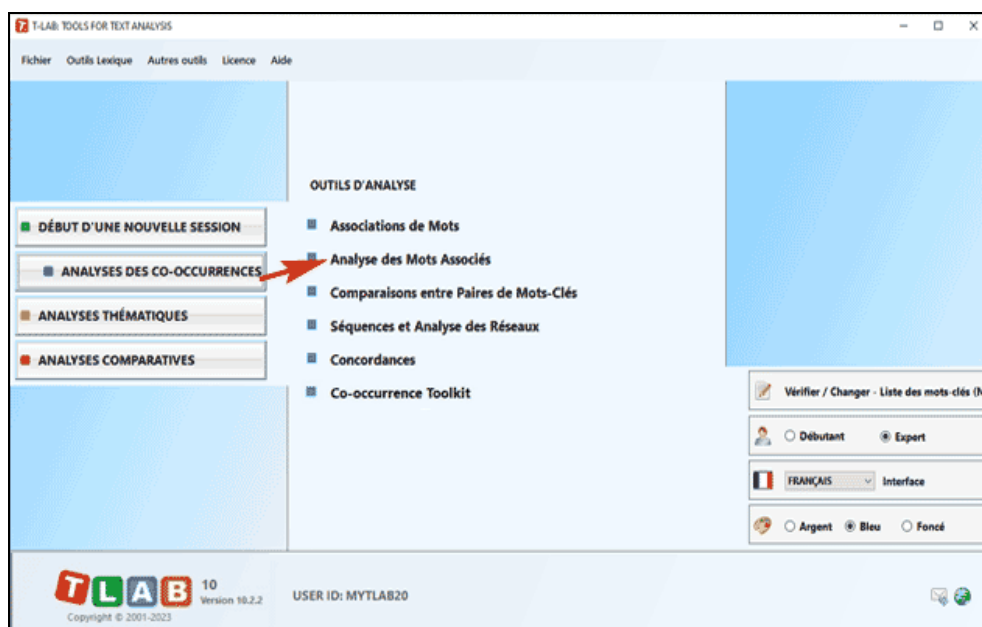 T-LAB: TOOLS FOR TEXT ANALYSIS
Fichier Outils Lexique Autres outils Licence Aide
OUTILS D'ANALYSE
DÉBUT D'UNE NOUVELLE SESSION
ANALYSES DES CO-OCCURRENCES
ANALYSES THÉMATIQUES
ANALYSES COMPARATIVES
Associations de Mots
Analyse des Mots Associés
Comparaisons entre Paires de Mots-Clés
Séquences et Analyse des Réseaux
Concordances
Co-occurrence Toolkit
Vérifier / Changer - Liste des mots-clés (N
Débutant Expert
FRANÇAIS Interface
Argent Bleu Foncé
T LAB
10
Version 10.2.2
Copyright © 2001-2023
USER ID: MYTLAB20